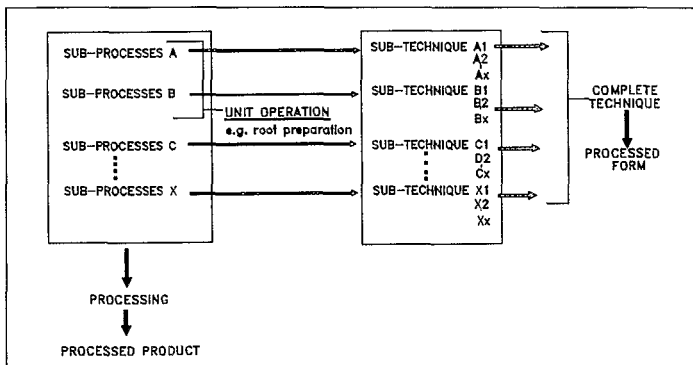 SUB-PROCESSES A
SUB-PROCESSES B
UNIT OPERATION
e.g. root preparation
SUB-PROCESSES C
SUB-PROCESSES X
PROCESSING
PROCESSED PRODUCT
SUB-TECHNIQUE A1
A2
Ax
SUB-TECHNIQUE B1
B2
Bx
SUB-TECHNIQUE C1
D2
Cx
SUB-TECHNIQUE X1
X2
Xx
COMPLETE
TECHNIQUE
PROCESSED
FORM